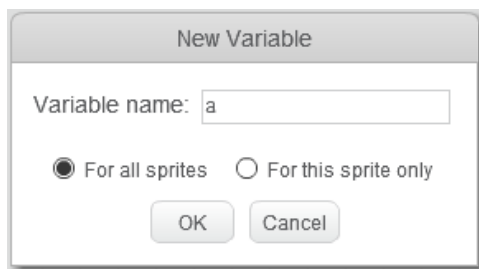 New Variable
Variable name: a
For all sprites For this sprite only
OK Cancel